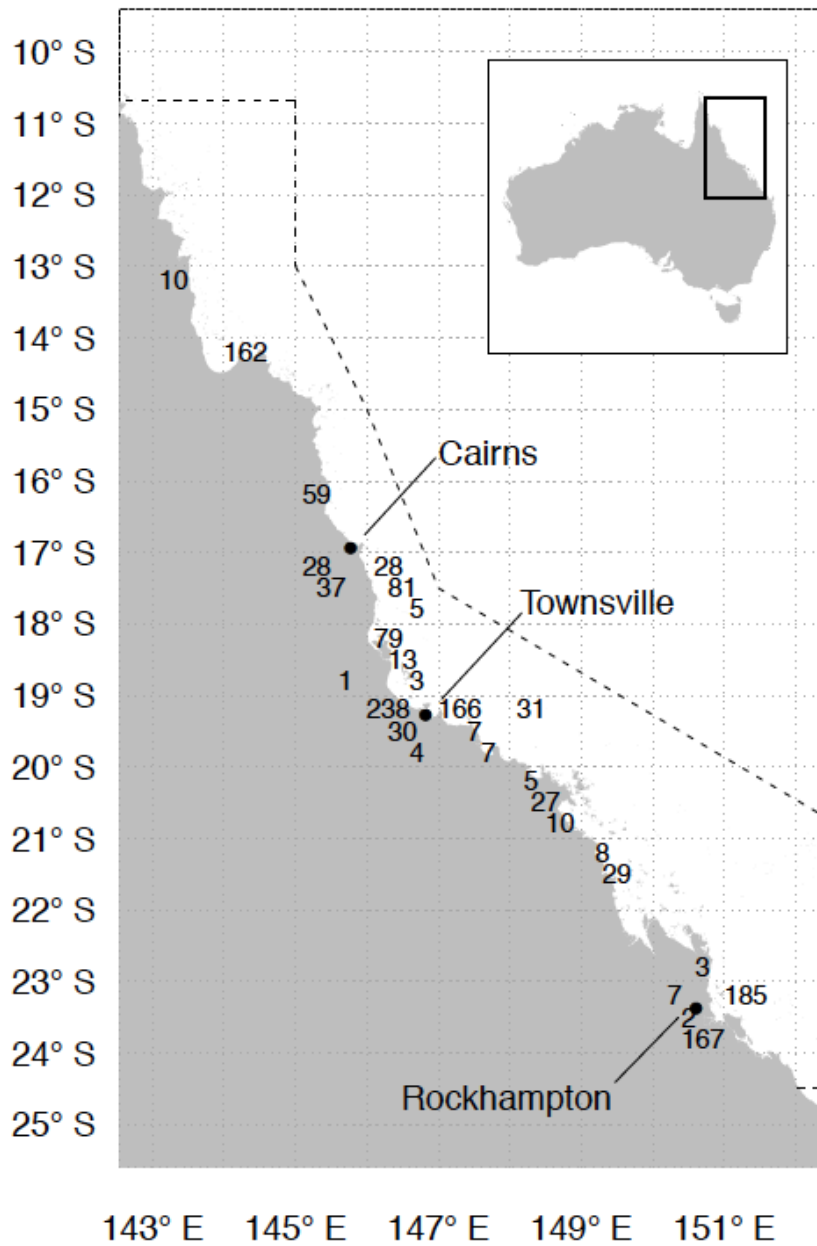 10° S
11° S
12° S
13° S
10
14° S
162
15° S
Cairns
16° S
59
17° S
28 28
37 81
5
Townsville
18° S
79
13
1 3
19° S
238 166 31
30 7
4 7
20° S
5
27
10
21° S
8
29
22° S
23° S
3
7 185
2
167
24° S
Rockhampton
25° S
143° E 145° E 147° E 149° E 151° E